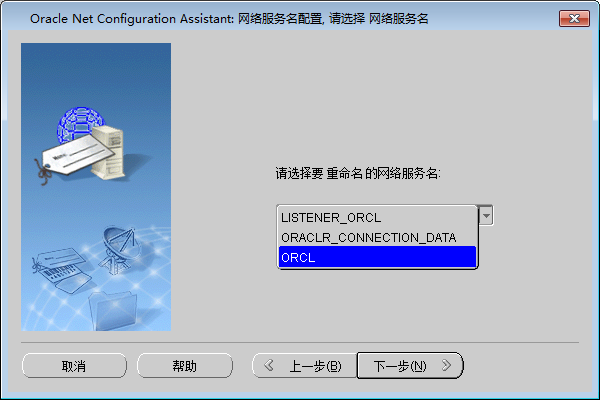 Oracle Net Configuration Assistant: 网络服务名配置, 请选择 网络服务名
请选择要 重命名 的网络服务名:
LISTENER_ORCL
ORACLR_CONNECTION_DATA
ORCL
取消
帮助
上一步(B)
下一步(N)